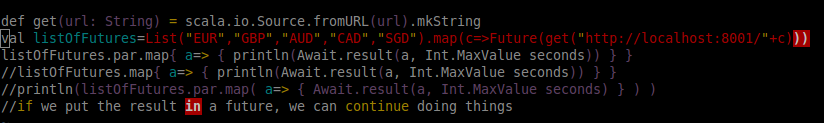 def get(url: String) = scala.io.Source.fromURL(url).mkString
val listOfFutures=List("EUR","GBP","AUD","CAD","SGD").map(c=>Future(get("http://localhost:8001/"+c)))
listOfFutures.par.map{ a=> { println(Await.result(a, Int.MaxValue seconds)) } }
//listOfFutures.map{ a=> { println(Await.result(a, Int.MaxValue seconds)) } }
//println(listOfFutures.par.map( a=> { Await.result(a, Int.MaxValue seconds) } ) )
//if we put the result in a future, we can continue doing things